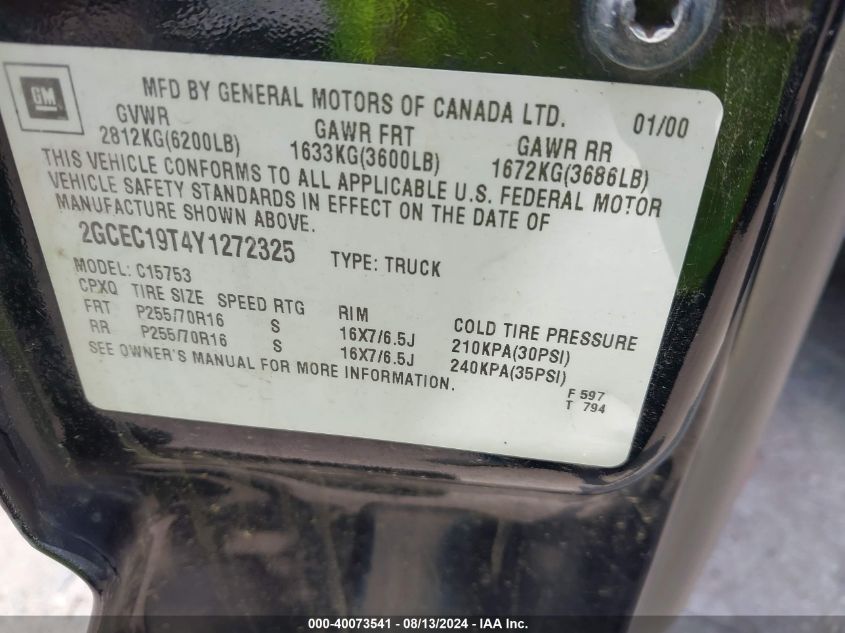 GM
MFD BY GENERAL MOTORS OF CANADA LTD. 01/00
GVWR GAWR FRT GAWR RR
2812KG(6200LB) 1633KG(3600LB) 1672KG(3686LB)
THIS VEHICLE CONFORMS TO ALL APPLICABLE U.S. FEDERAL MOTOR
VEHICLE SAFETY STANDARDS IN EFFECT ON THE DATE OF
MANUFACTURE SHOWN ABOVE.
2GCEC19T4Y1272325 TYPE: TRUCK
MODEL: C15753
CPXQ TIRE SIZE SPEED RTG RIM COLD TIRE PRESSURE
FRT P255/70R16 S 16X7/6.5J 210KPA(30PSI)
RR P255/70R16 S 16X7/6.5J 240KPA(35PSI)
SEE OWNER'S MANUAL FOR MORE INFORMATION.
F 597
T 794
000-40073541 - 08/13/2024 - IAA Inc.